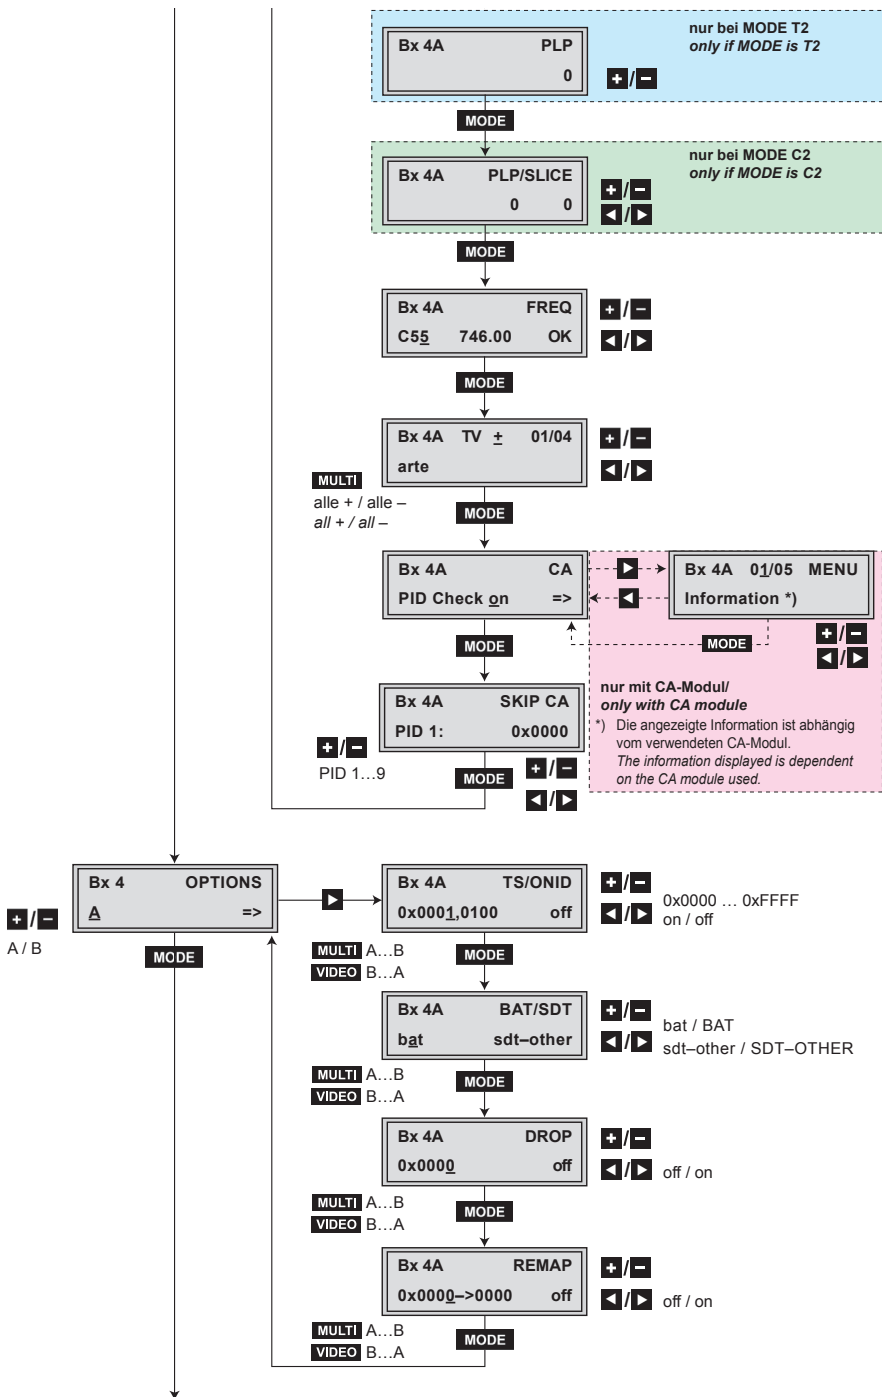 nur bei MODE T2
only if MODE is T2
Bx 4A PLP
0
+/−
MODE
nur bei MODE C2
only if MODE is C2
Bx 4A PLP/SLICE
0 0
+/−
◄/►
MODE
Bx 4A FREQ
C55 746.00 OK
+/−
◄/►
MODE
Bx 4A TV ± 01/04
arte
+/−
◄/►
MULTI
alle + / alle –
all + / all –
MODE
Bx 4A CA
PID Check on =>
►
◄
Bx 4A 01/05 MENU
Information *)
MODE
+/−
◄/►
MODE
nur mit CA-Modul/
only with CA module
*) Die angezeigte Information ist abhängig
vom verwendeten CA-Modul.
The information displayed is dependent
on the CA module used.
Bx 4A SKIP CA
PID 1: 0x0000
+/−
PID 1…9
MODE
+/−
◄/►
Bx 4 OPTIONS
A =>
+/−
A / B
MODE
►
Bx 4A TS/ONID
0x0001,0100 off
+/−
◄/►
0x0000 … 0xFFFF
on / off
MULTI A…B
VIDEO B…A
MODE
Bx 4A BAT/SDT
bat sdt–other
+/−
◄/►
bat / BAT
sdt–other / SDT–OTHER
MULTI A…B
VIDEO B…A
MODE
Bx 4A DROP
0x0000 off
+/−
◄/► off / on
MULTI A…B
VIDEO B…A
MODE
Bx 4A REMAP
0x0000–>0000 off
+/−
◄/► off / on
MULTI A…B
VIDEO B…A
MODE